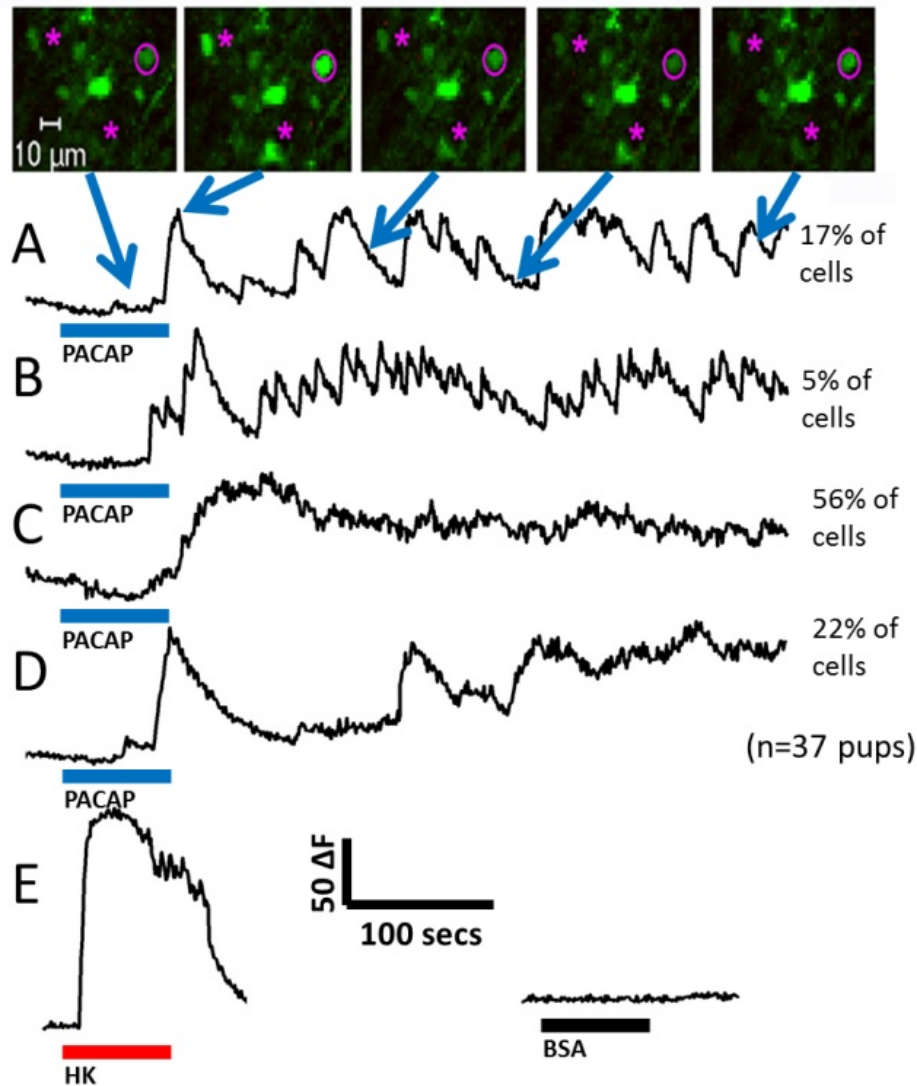 * * * * *
* * * * *
10 μm
A
17% of
cells
PACAP
B
5% of
cells
PACAP
C
56% of
cells
PACAP
D
22% of
cells
(n=37 pups)
PACAP
E
50 ΔF
100 secs
HK
BSA